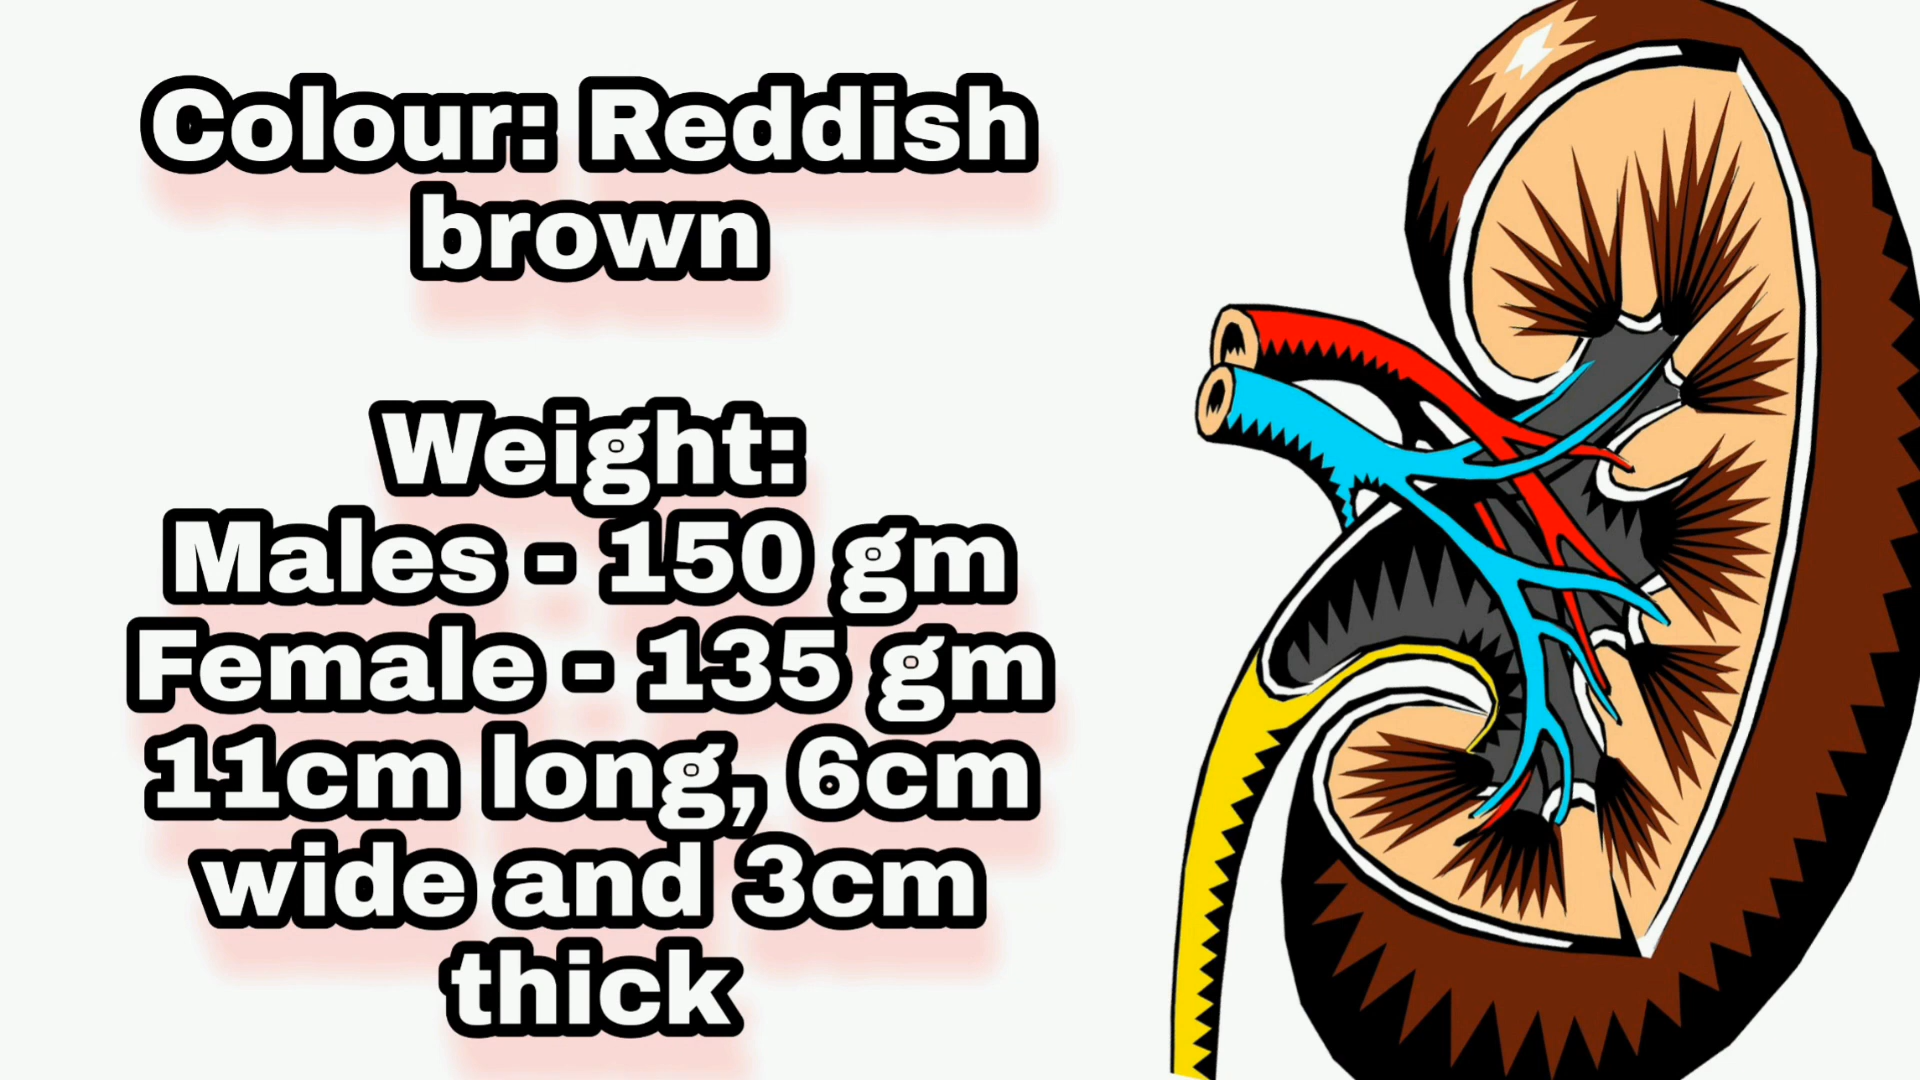 Colour: Reddish
brown
Weight:
Males - 150 gm
Female - 135 gm
11cm long, 6cm
wide and 3cm
thick